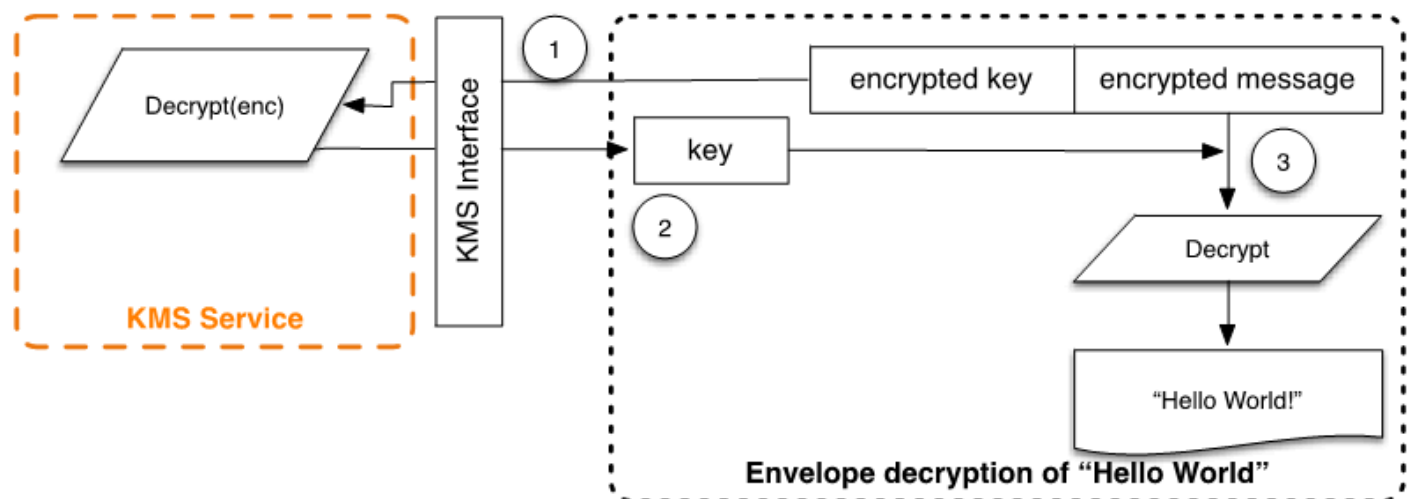 1
encrypted key
encrypted message
Decrypt(enc)
KMS Interface
key
3
2
Decrypt
KMS Service
“Hello World!”
Envelope decryption of “Hello World”